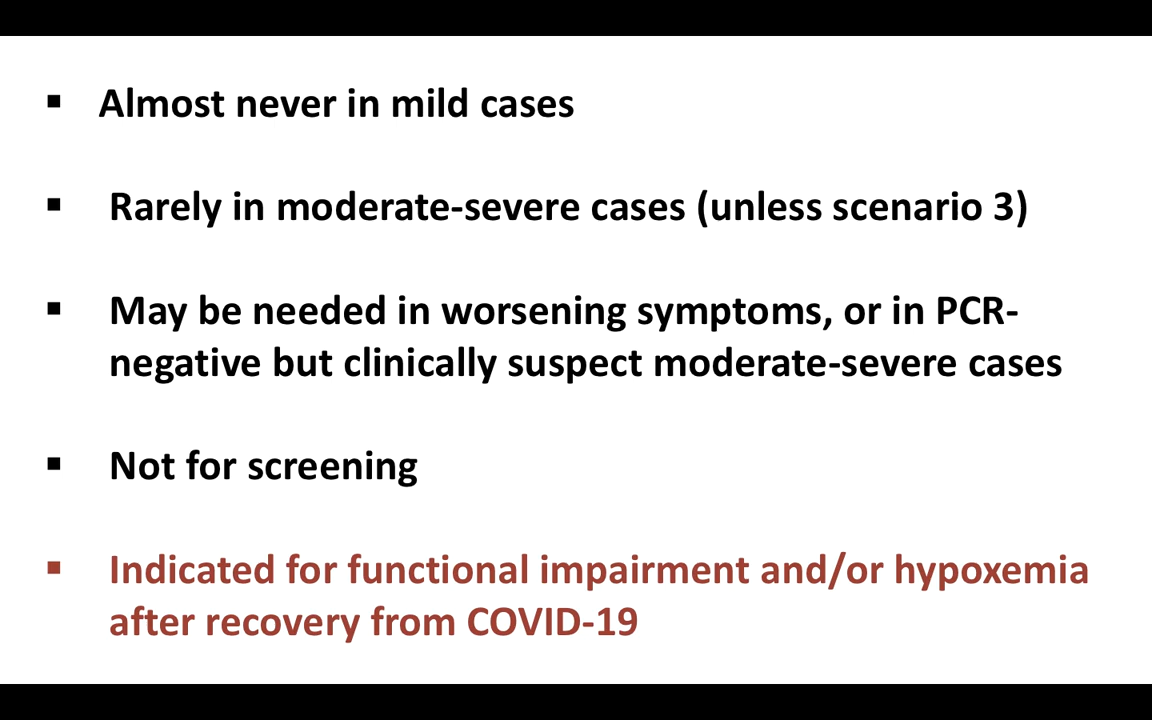 ▪ Almost never in mild cases
▪ Rarely in moderate-severe cases (unless scenario 3)
▪ May be needed in worsening symptoms, or in PCR-
negative but clinically suspect moderate-severe cases
▪ Not for screening
▪ Indicated for functional impairment and/or hypoxemia
after recovery from COVID-19